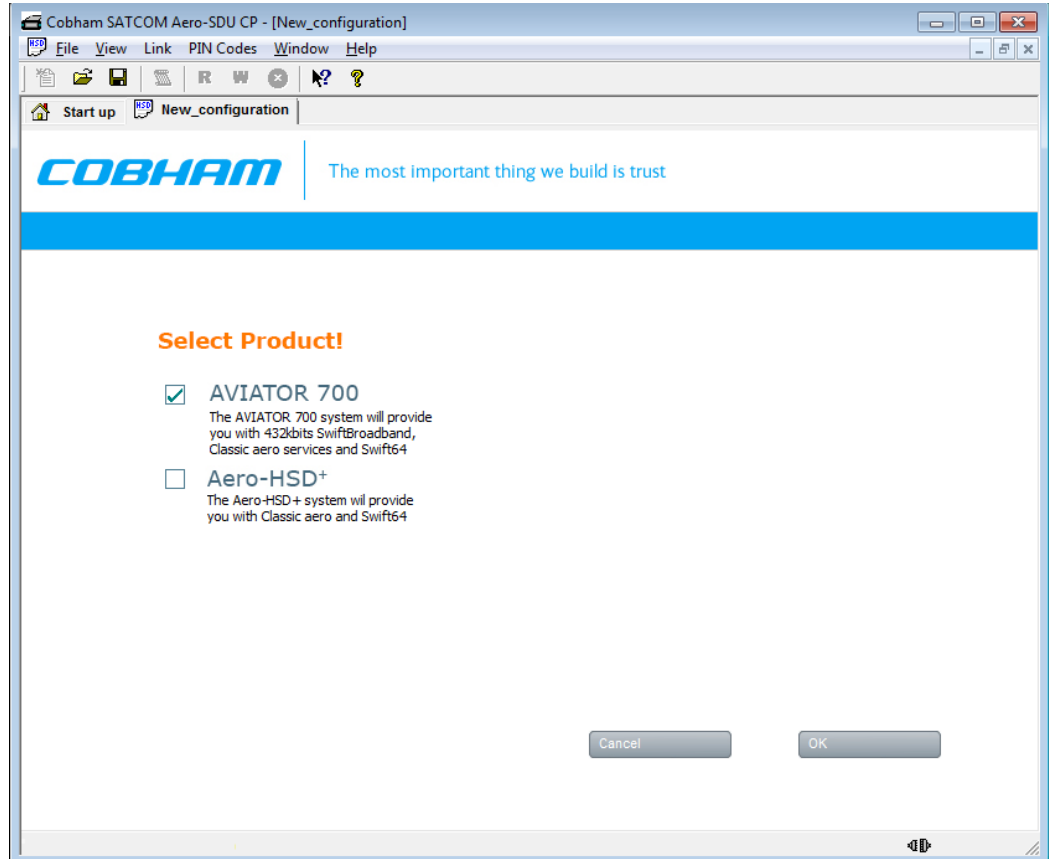 Cobham SATCOM Aero-SDU CP - [New_configuration]
HSD File View Link PIN Codes Window Help
R W ? ?
Start up HSD New_configuration
COBHAM The most important thing we build is trust
Select Product!
AVIATOR 700
The AVIATOR 700 system will provide
you with 432kbits SwiftBroadband,
Classic aero services and Swift64
Aero-HSD+
The Aero-HSD+ system wil provide
you with Classic aero and Swift64
Cancel OK